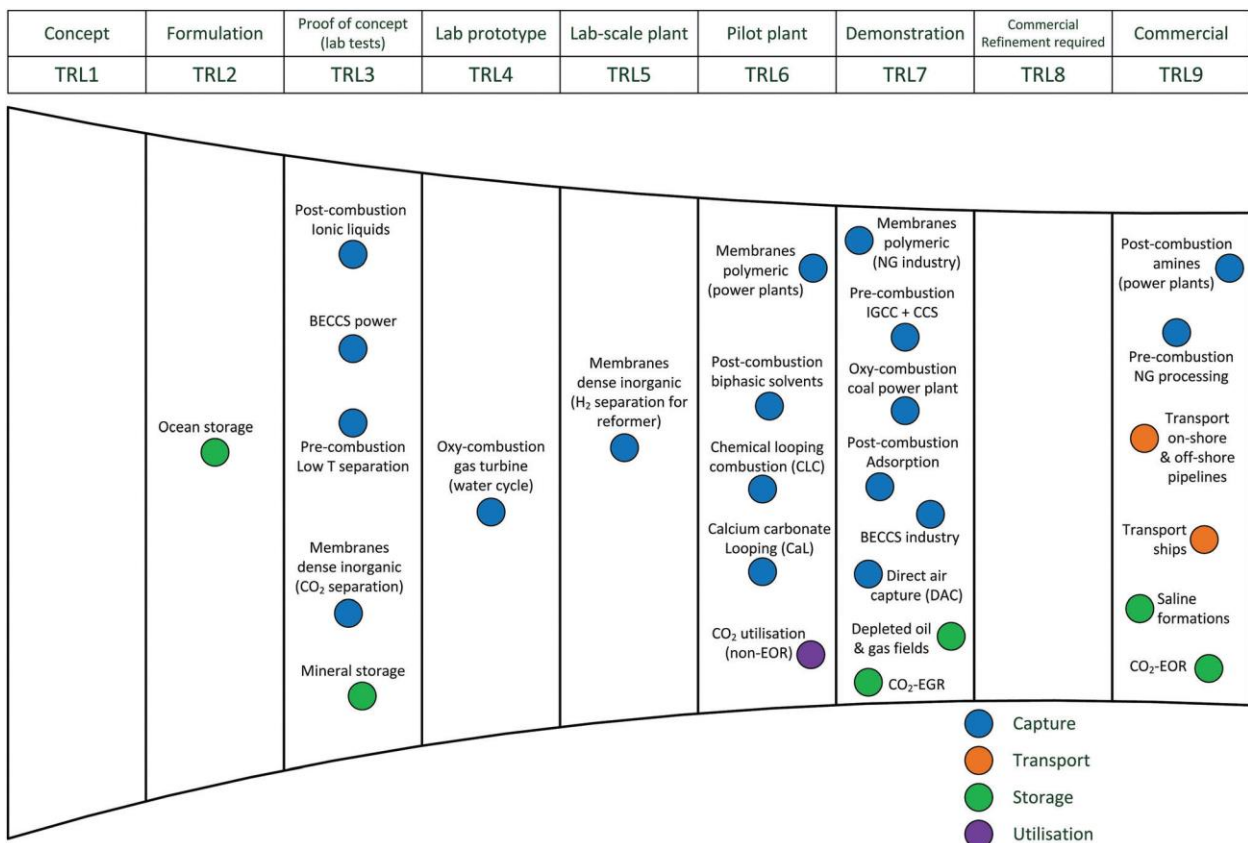 Concept
Formulation
Proof of concept
(lab tests)
Lab prototype
Lab-scale plant
Pilot plant
Demonstration
Commercial
Refinement required
Commercial
TRL1
TRL2
TRL3
TRL4
TRL5
TRL6
TRL7
TRL8
TRL9
Ocean storage
Post-combustion
Ionic liquids
BECCS power
Pre-combustion
Low T separation
Membranes
dense inorganic
(CO₂ separation)
Mineral storage
Oxy-combustion
gas turbine
(water cycle)
Membranes
dense inorganic
(H₂ separation for
reformer)
Membranes
polymeric
(power plants)
Post-combustion
biphasic solvents
Chemical looping
combustion (CLC)
Calcium carbonate
Looping (CaL)
CO₂ utilisation
(non-EOR)
Membranes
polymeric
(NG industry)
Pre-combustion
IGCC + CCS
Oxy-combustion
coal power plant
Post-combustion
Adsorption
BECCS industry
Direct air
capture (DAC)
Depleted oil
& gas fields
CO₂-EGR
Post-combustion
amines
(power plants)
Pre-combustion
NG processing
Transport
on-shore
& off-shore
pipelines
Transport
ships
Saline
formations
CO₂-EOR
Capture
Transport
Storage
Utilisation